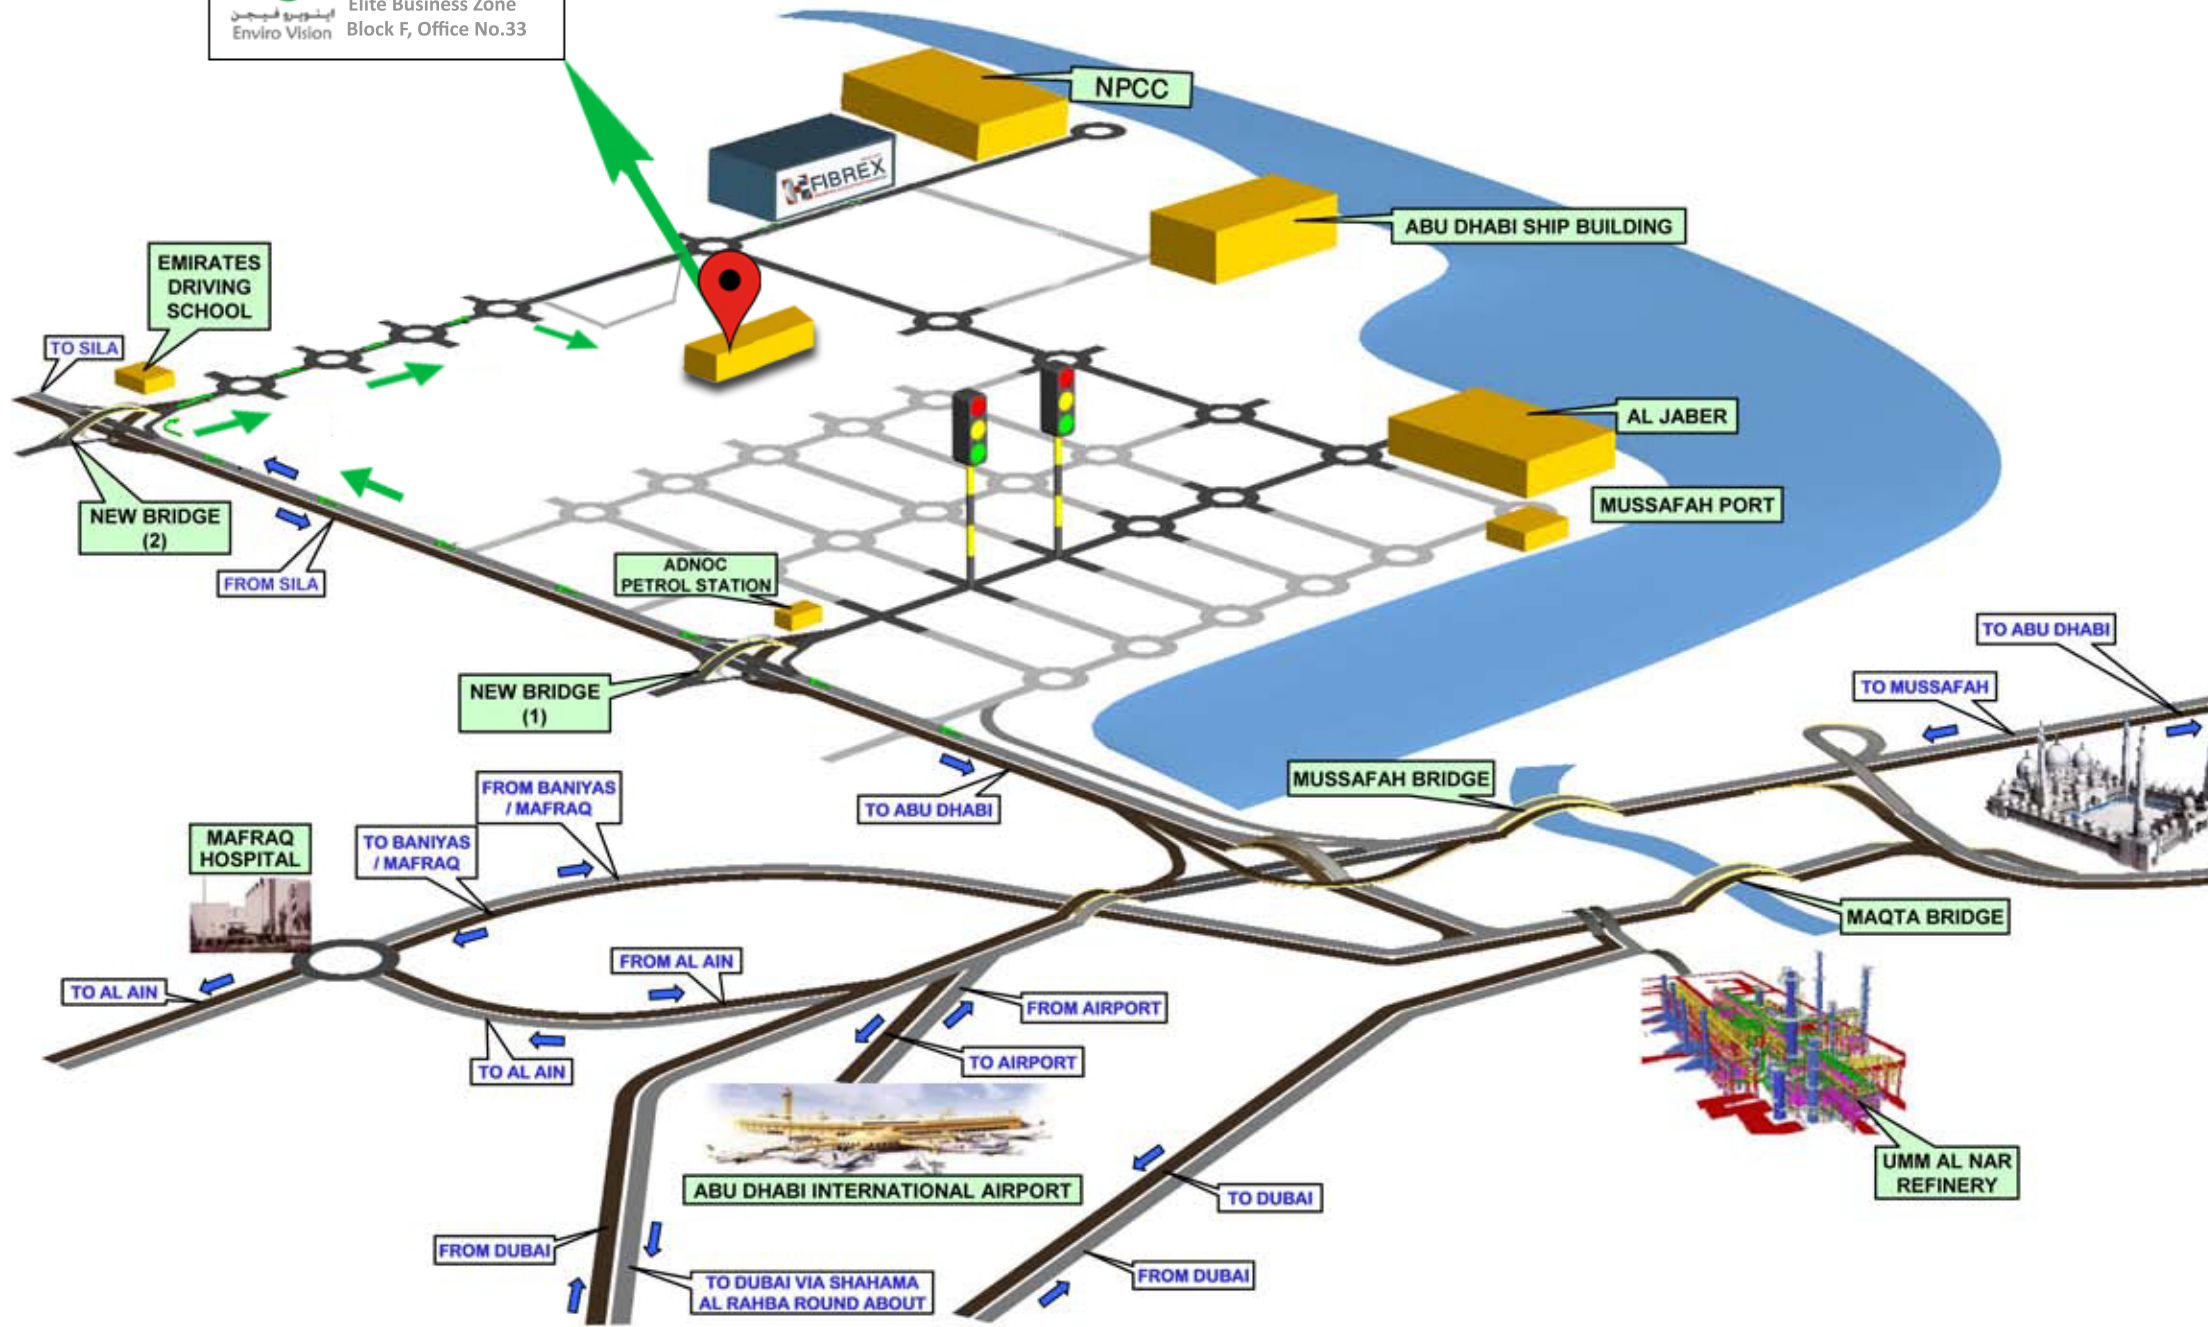 Elite Business Zone
اينويرو فيجن
Enviro Vision
Block F, Office No.33
NPCC
FIBREX
ABU DHABI SHIP BUILDING
EMIRATES
DRIVING
SCHOOL
TO SILA
AL JABER
MUSSAFAH PORT
NEW BRIDGE
(2)
FROM SILA
ADNOC
PETROL STATION
NEW BRIDGE
(1)
TO ABU DHABI
TO MUSSAFAH
MUSSAFAH BRIDGE
TO ABU DHABI
FROM BANIYAS
/ MAFRAQ
TO BANIYAS
/ MAFRAQ
MAFRAQ
HOSPITAL
MAQTA BRIDGE
FROM AL AIN
TO AL AIN
FROM AIRPORT
TO AIRPORT
TO AL AIN
ABU DHABI INTERNATIONAL AIRPORT
UMM AL NAR
REFINERY
TO DUBAI
FROM DUBAI
FROM DUBAI
TO DUBAI VIA SHAHAMA
AL RAHBA ROUND ABOUT